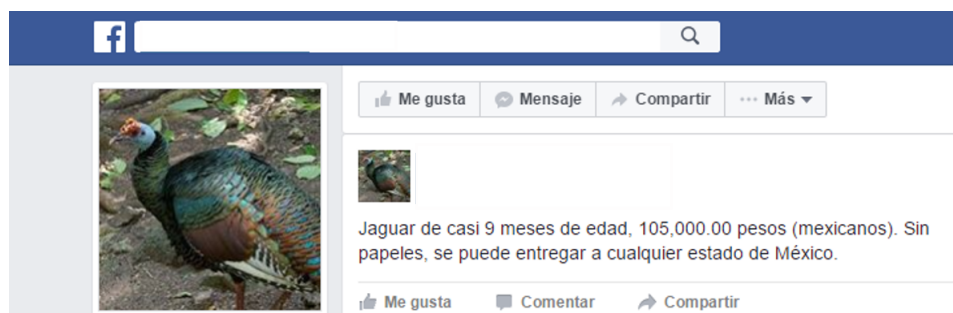 f
Me gusta Mensaje Compartir ··· Más
Jaguar de casi 9 meses de edad, 105,000.00 pesos (mexicanos). Sin
papeles, se puede entregar a cualquier estado de México.
Me gusta Comentar Compartir